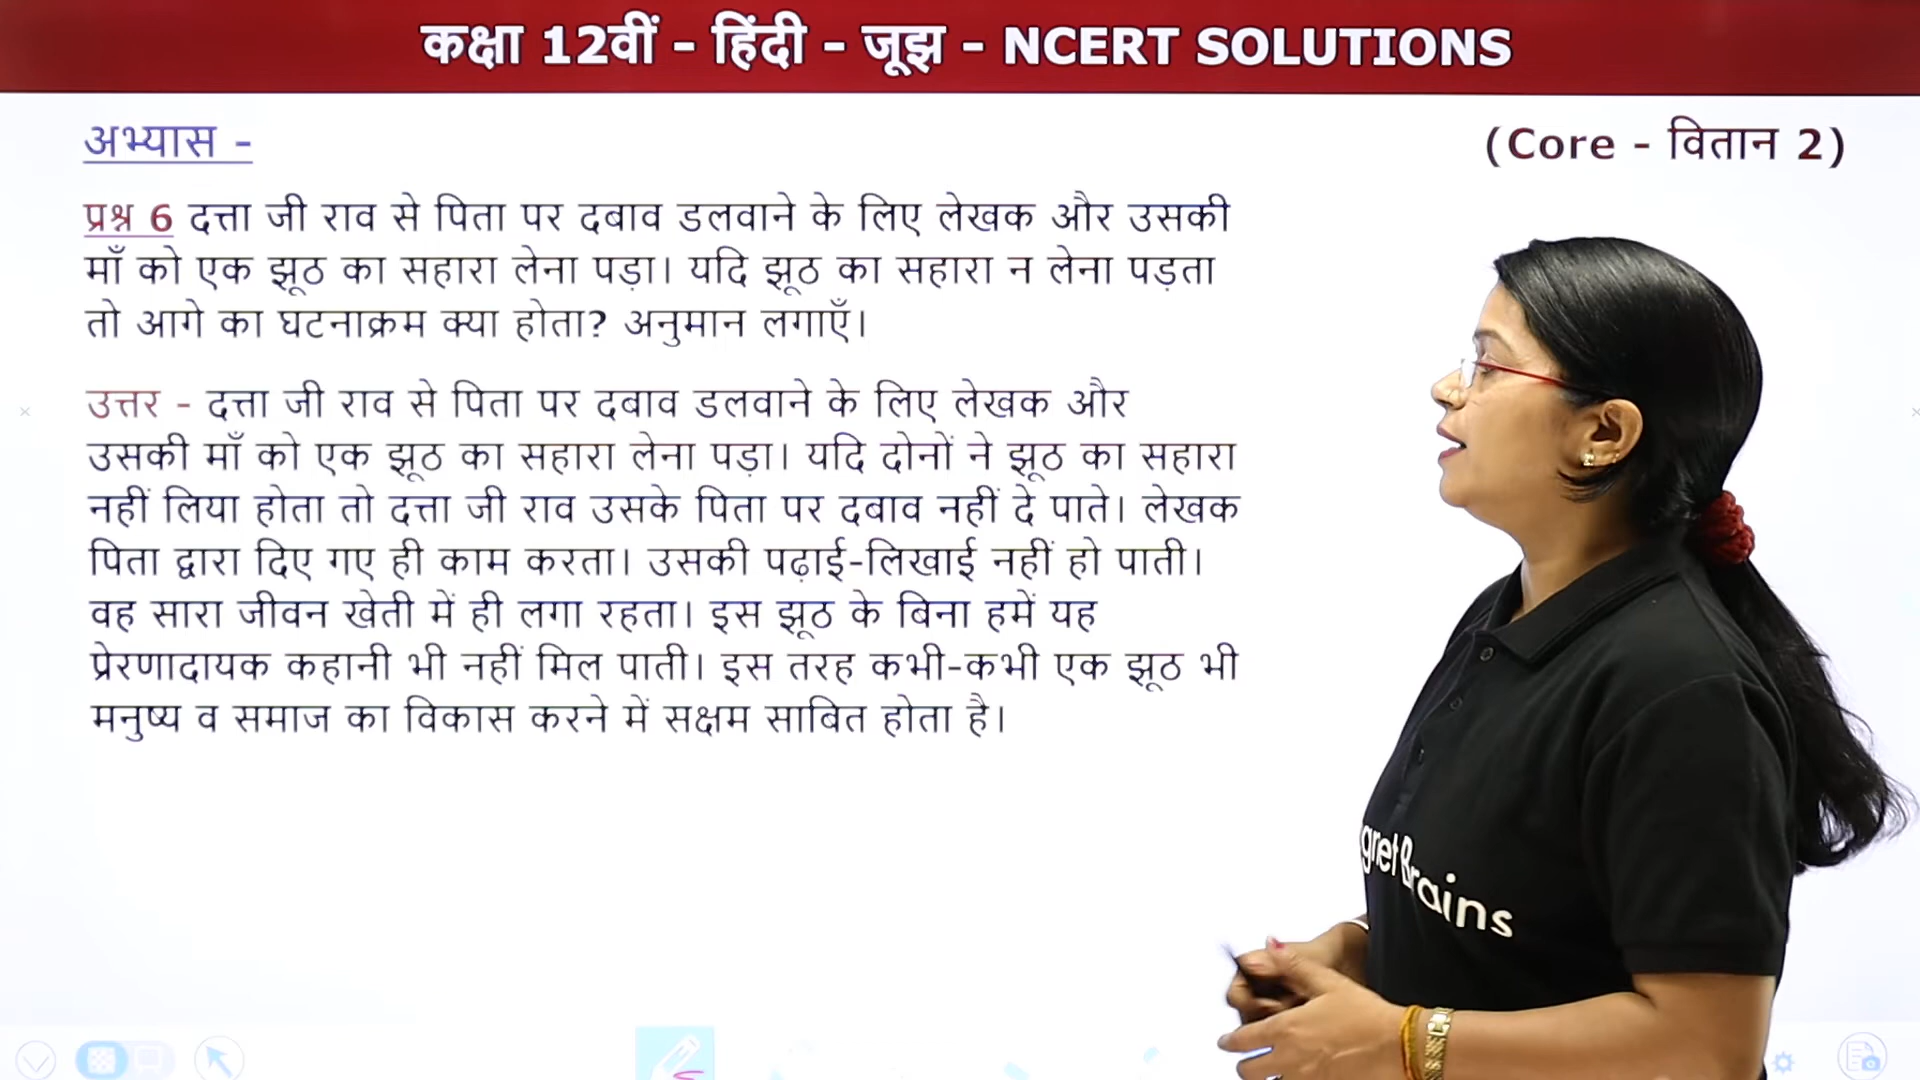 कक्षा 12वीं - हिंदी - जूझ - NCERT SOLUTIONS
अभ्यास -
(Core - वितान 2)
प्रश्न 6 दत्ता जी राव से पिता पर दबाव डलवाने के लिए लेखक और उसकी
माँ को एक झूठ का सहारा लेना पड़ा। यदि झूठ का सहारा न लेना पड़ता
तो आगे का घटनाक्रम क्या होता? अनुमान लगाएँ।
उत्तर - दत्ता जी राव से पिता पर दबाव डलवाने के लिए लेखक और
उसकी माँ को एक झूठ का सहारा लेना पड़ा। यदि दोनों ने झूठ का सहारा
नहीं लिया होता तो दत्ता जी राव उसके पिता पर दबाव नहीं दे पाते। लेखक
पिता द्वारा दिए गए ही काम करता। उसकी पढ़ाई-लिखाई नहीं हो पाती।
वह सारा जीवन खेती में ही लगा रहता। इस झूठ के बिना हमें यह
प्रेरणादायक कहानी भी नहीं मिल पाती। इस तरह कभी-कभी एक झूठ भी
मनुष्य व समाज का विकास करने में सक्षम साबित होता है।
gnet Brains